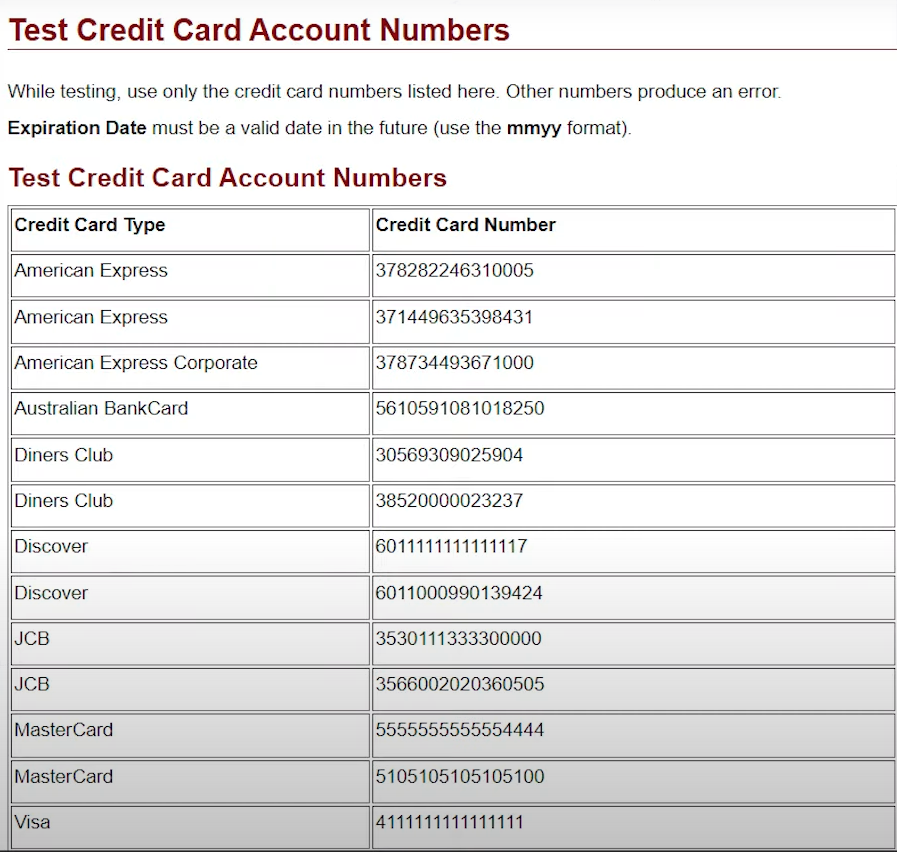 Test Credit Card Account Numbers
While testing, use only the credit card numbers listed here. Other numbers produce an error.
Expiration Date must be a valid date in the future (use the mmyy format).
Test Credit Card Account Numbers
Credit Card Type Credit Card Number
American Express 378282246310005
American Express 371449635398431
American Express Corporate 378734493671000
Australian BankCard 5610591081018250
Diners Club 30569309025904
Diners Club 38520000023237
Discover 6011111111111117
Discover 6011000990139424
JCB 3530111333300000
JCB 3566002020360505
MasterCard 5555555555554444
MasterCard 5105105105105100
Visa 4111111111111111